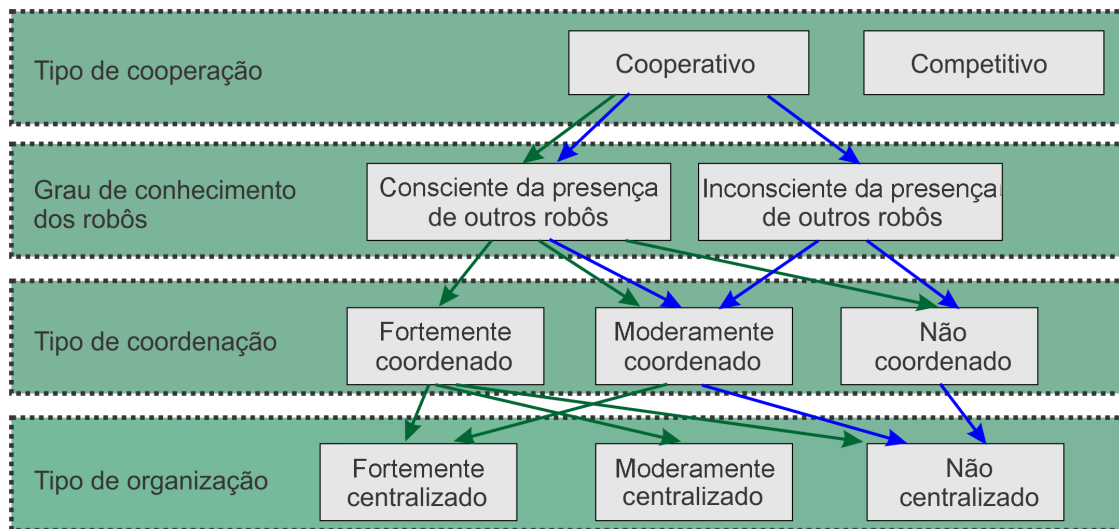 Tipo de cooperação
Cooperativo
Competitivo
Grau de conhecimento
dos robôs
Consciente da presença
de outros robôs
Inconsciente da presença
de outros robôs
Tipo de coordenação
Fortemente
coordenado
Moderamente
coordenado
Não
coordenado
Tipo de organização
Fortemente
centralizado
Moderamente
centralizado
Não
centralizado